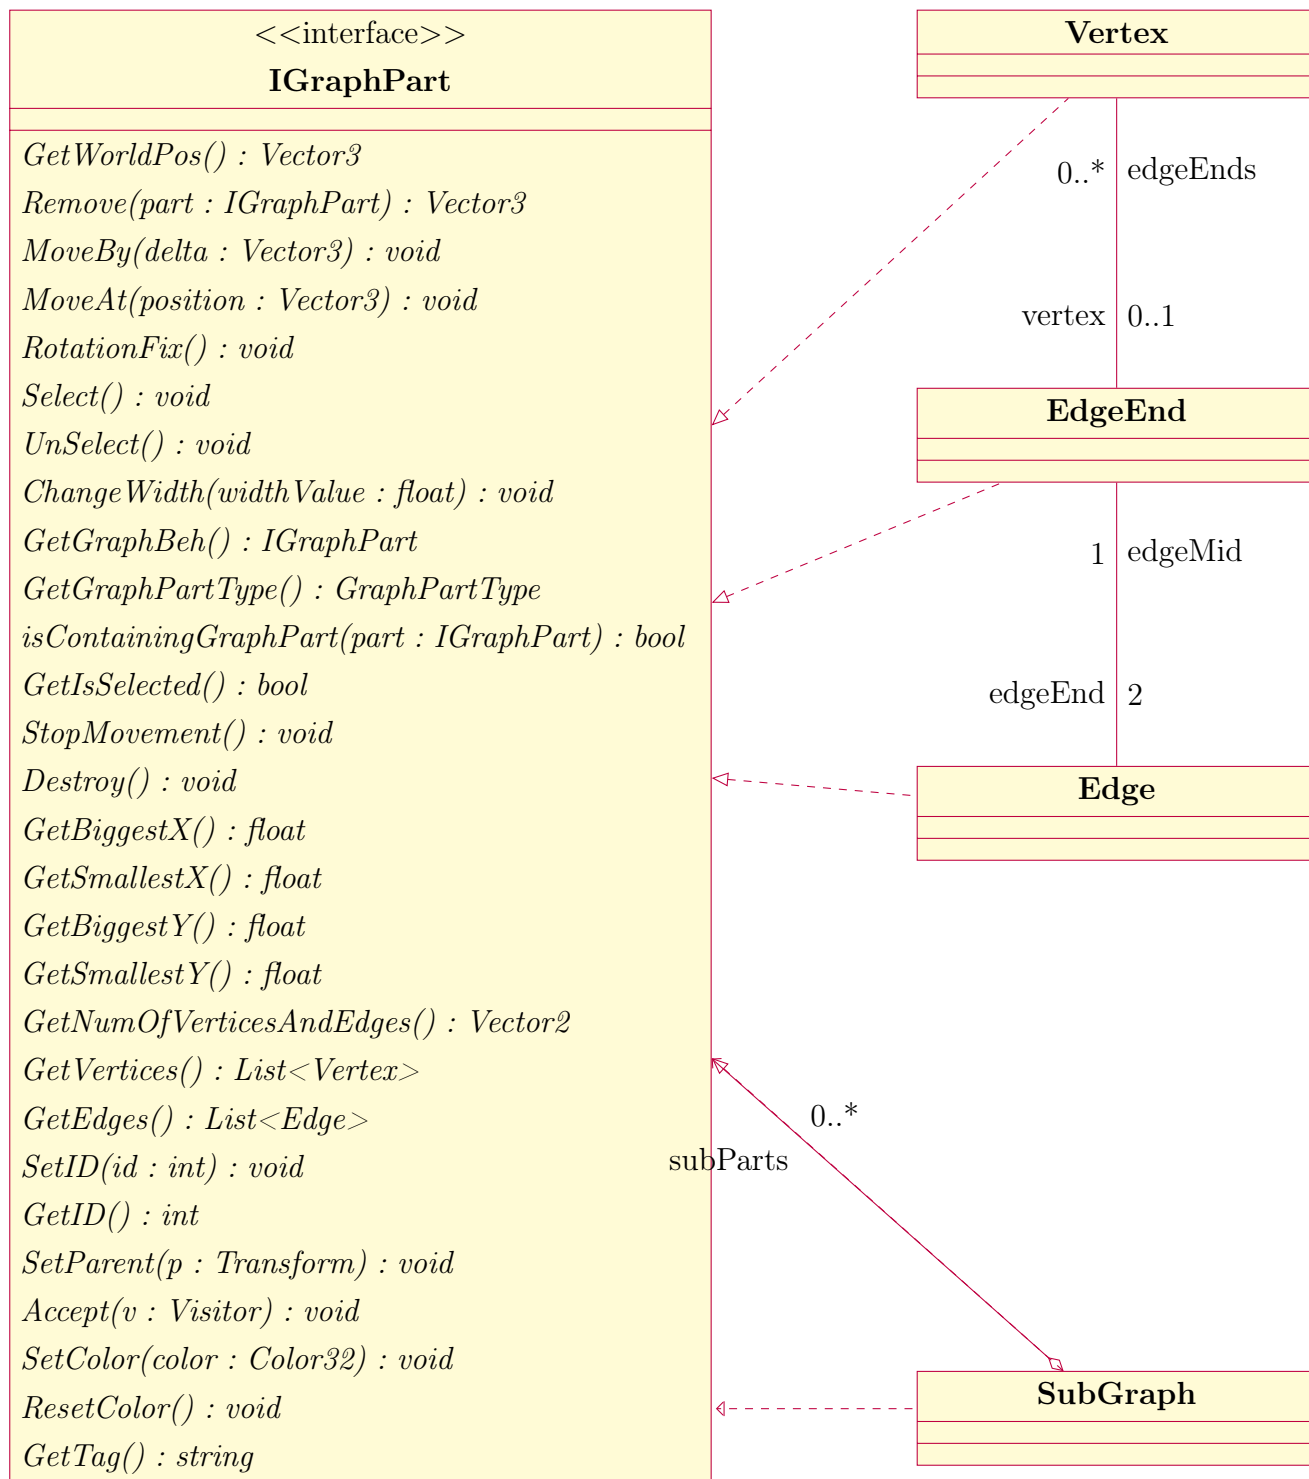 <<interface>>
IGraphPart
GetWorldPos() : Vector3
Remove(part : IGraphPart) : Vector3
MoveBy(delta : Vector3) : void
MoveAt(position : Vector3) : void
RotationFix() : void
Select() : void
UnSelect() : void
ChangeWidth(widthValue : float) : void
GetGraphBeh() : IGraphPart
GetGraphPartType() : GraphPartType
isContainingGraphPart(part : IGraphPart) : bool
GetIsSelected() : bool
StopMovement() : void
Destroy() : void
GetBiggestX() : float
GetSmallestX() : float
GetBiggestY() : float
GetSmallestY() : float
GetNumOfVerticesAndEdges() : Vector2
GetVertices() : List<Vertex>
GetEdges() : List<Edge>
SetID(id : int) : void
GetID() : int
SetParent(p : Transform) : void
Accept(v : Visitor) : void
SetColor(color : Color32) : void
ResetColor() : void
GetTag() : string
Vertex
0..* edgeEnds
vertex 0..1
EdgeEnd
1 edgeMid
edgeEnd 2
Edge
0..*
subParts
SubGraph